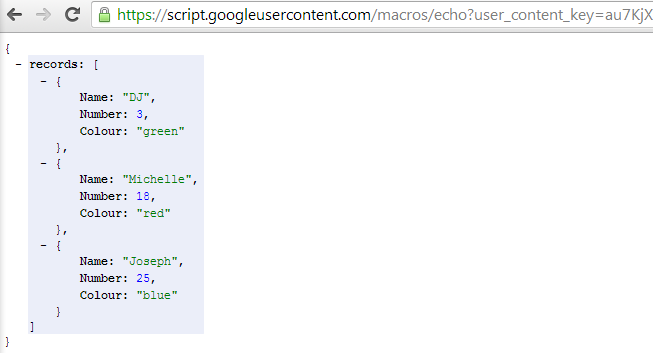 https://script.googleusercontent.com/macros/echo?user_content_key=au7KjX
{
- records: [
- {
Name: "DJ",
Number: 3,
Colour: "green"
},
- {
Name: "Michelle",
Number: 18,
Colour: "red"
},
- {
Name: "Joseph",
Number: 25,
Colour: "blue"
}
]
}